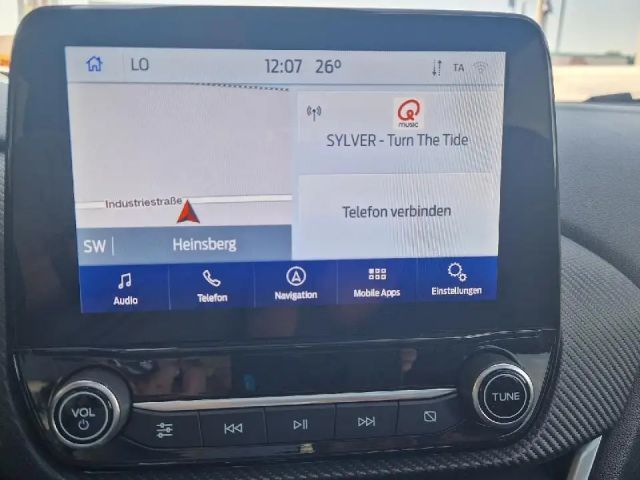 LO
12:07 26°
TA
Q
music
SYLVER - Turn The Tide
Industriestraße
Telefon verbinden
SW
Heinsberg
Audio
Telefon
Navigation
Mobile Apps
Einstellungen
VOL
TUNE